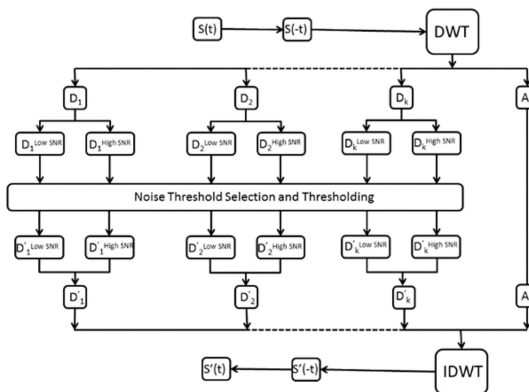 S(t) S(-t) DWT
D₁ D₂ Dₖ A
D₁Low SNR D₁High SNR D₂Low SNR D₂High SNR DₖLow SNR DₖHigh SNR
Noise Threshold Selection and Thresholding
D′₁Low SNR D′₁High SNR D′₂Low SNR D′₂High SNR D′ₖLow SNR D′ₖHigh SNR
D′₁ D′₂ D′ₖ A
S’(t) S’(-t) IDWT